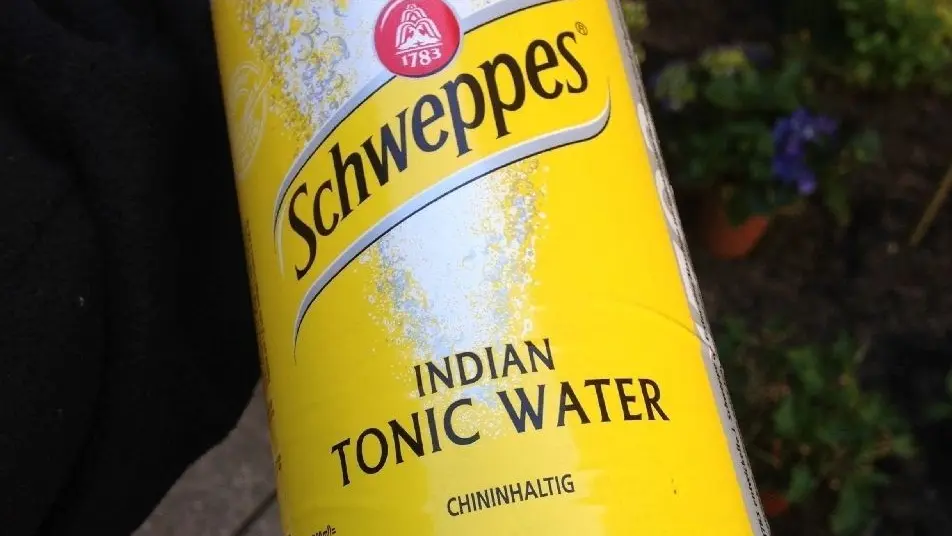 1783
Schweppes®
INDIAN
TONIC WATER
CHININHALTIG